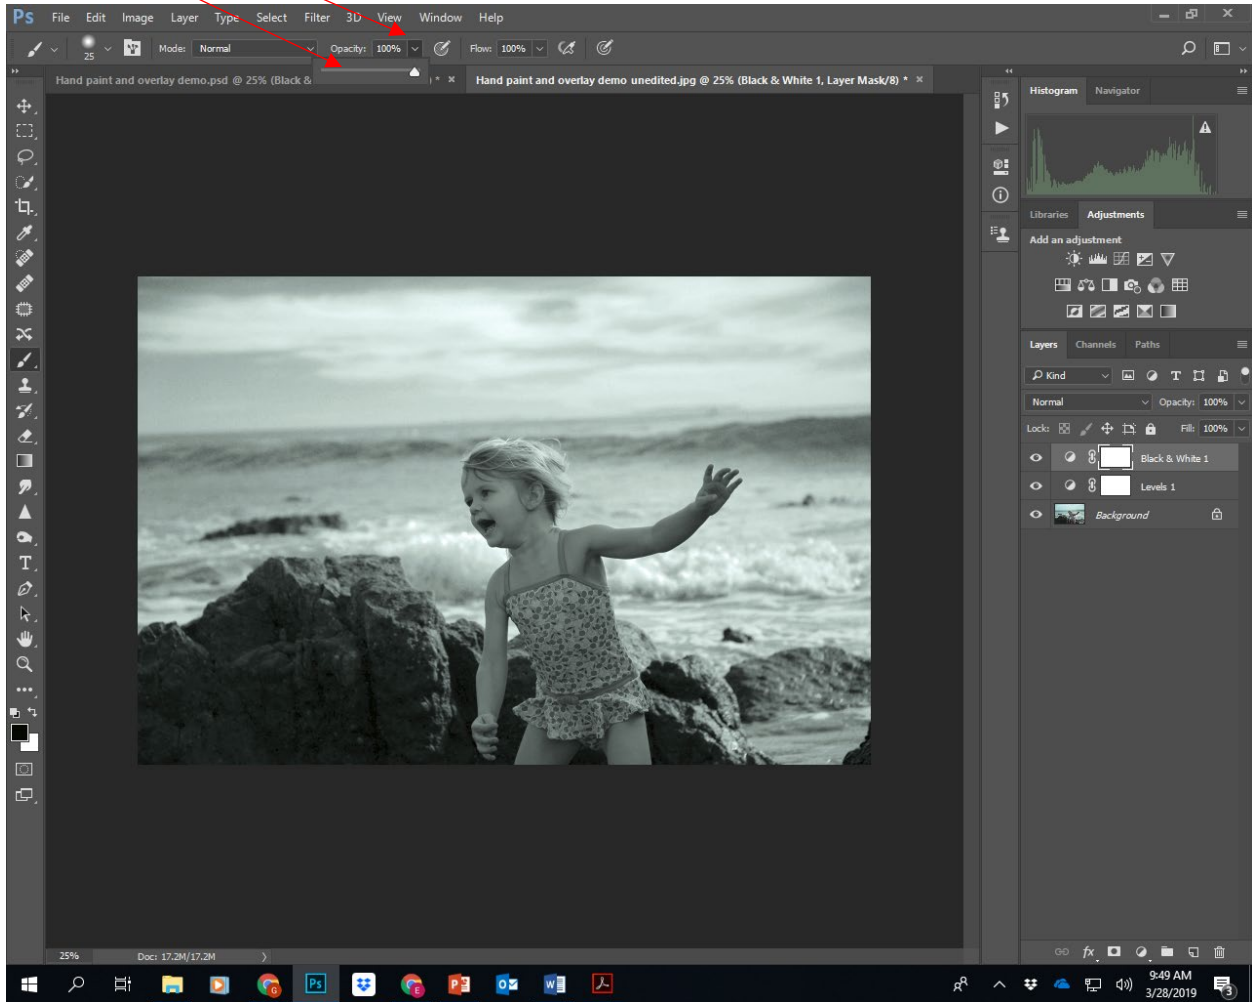 Ps File Edit Image Layer Type Select Filter 3D View Window Help
25 Mode: Normal Opacity: 100% Flow: 100%
Hand paint and overlay demo.psd @ 25% (Black & ) * × Hand paint and overlay demo unedited.jpg @ 25% (Black & White 1, Layer Mask/8) * ×
Histogram Navigator
Libraries Adjustments
Add an adjustment
Layers Channels Paths
Kind T
Normal Opacity: 100%
Lock: Fill: 100%
Black & White 1
Levels 1
Background
T
25% Doc: 17.2M/17.2M
fx
Ps G E P o W
9:49 AM
3/28/2019 3